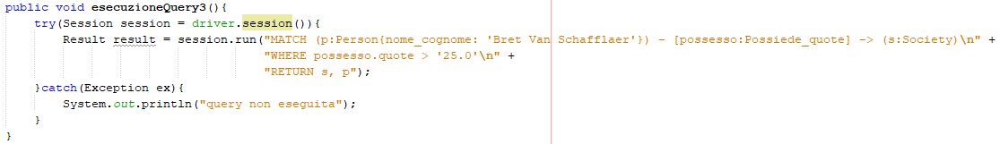 public void esecuzioneQuery3(){
try(Session session = driver.session()){
Result result = session.run("MATCH (p:Person{nome_cognome: 'Bret Van Schafflaer'}) - [possesso:Possiede_quote] -> (s:Society)\n" +
"WHERE possesso.quote > '25.0'\n" +
"RETURN s, p");
}catch(Exception ex){
System.out.println("query non eseguita");
}
}